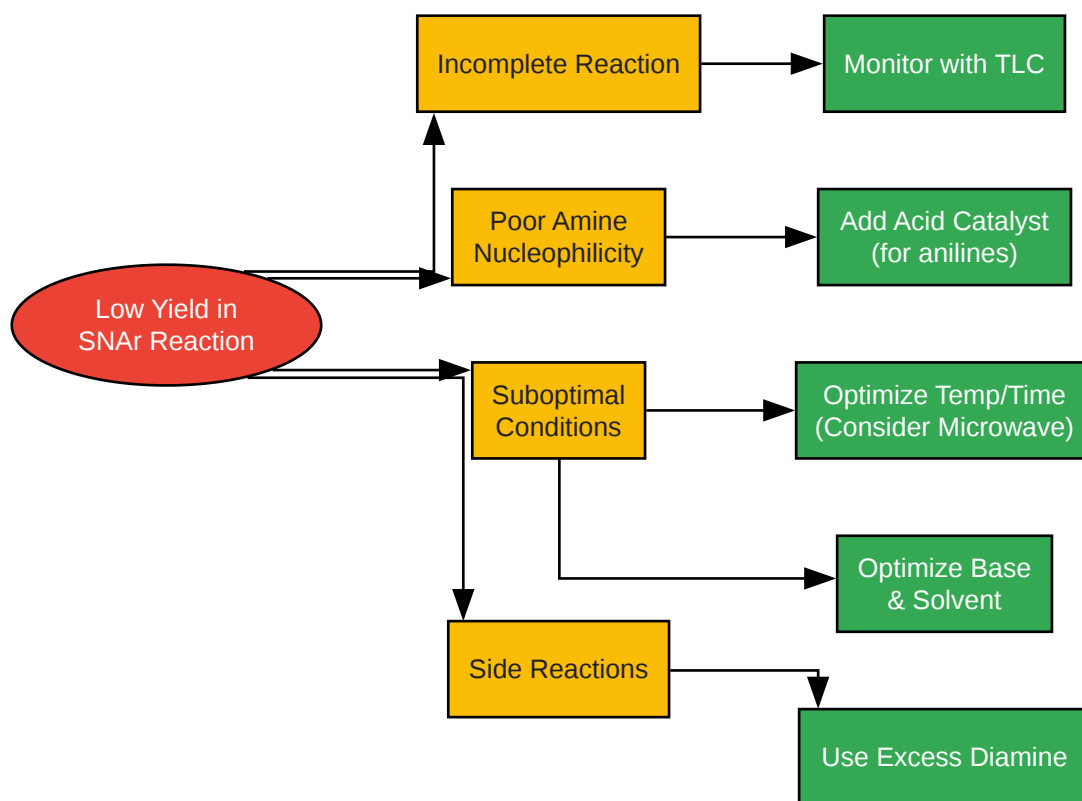 Incomplete Reaction
Monitor with TLC
Poor Amine
Nucleophilicity
Add Acid Catalyst
(for anilines)
Low Yield in
SNAr Reaction
Suboptimal
Conditions
Optimize Temp/Time
(Consider Microwave)
Optimize Base
& Solvent
Side Reactions
Use Excess Diamine